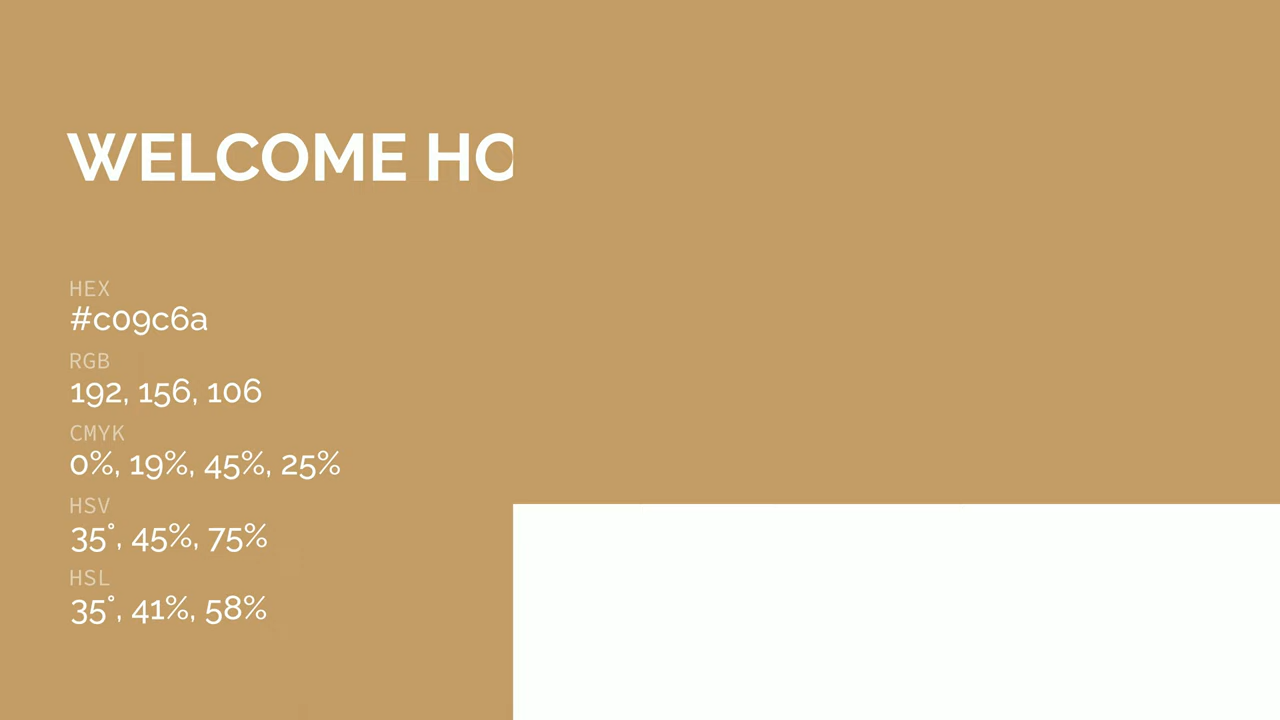 WELCOME HO
HEX
#c09c6a
RGB
192, 156, 106
CMYK
0%, 19%, 45%, 25%
HSV
35°, 45%, 75%
HSL
35°, 41%, 58%